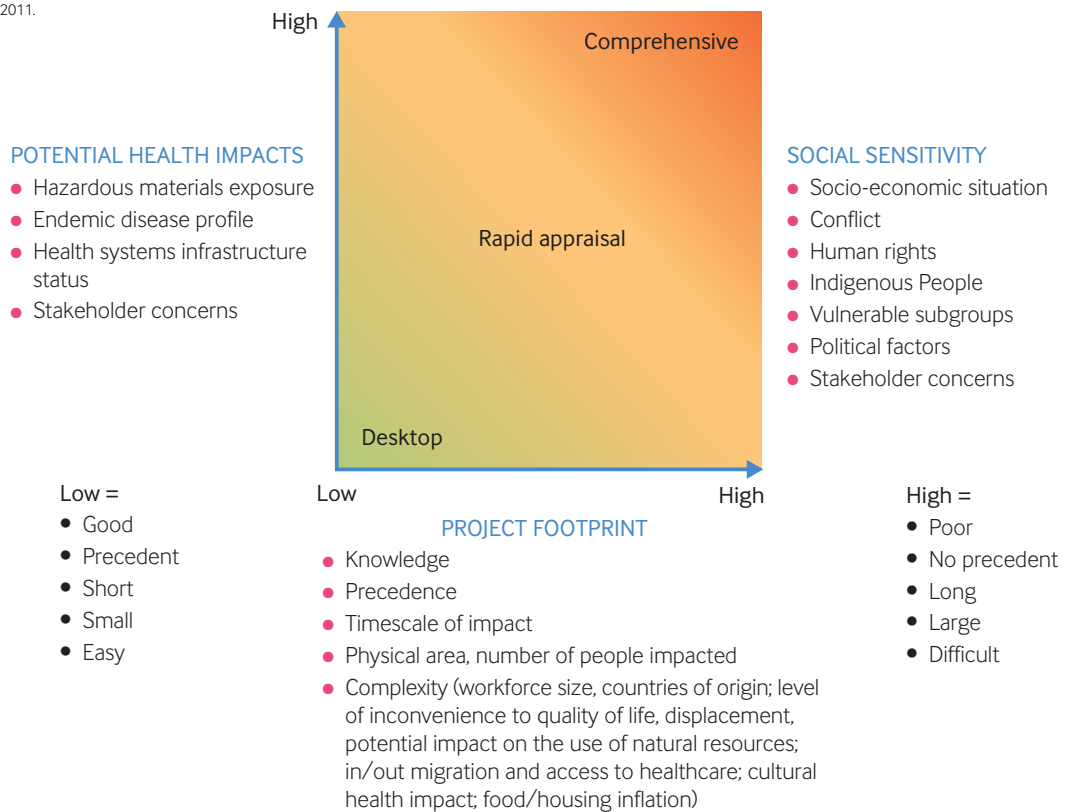 2011.
High
Comprehensive
POTENTIAL HEALTH IMPACTS
● Hazardous materials exposure
● Endemic disease profile
● Health systems infrastructure
status
● Stakeholder concerns
Rapid appraisal
SOCIAL SENSITIVITY
● Socio-economic situation
● Conflict
● Human rights
● Indigenous People
● Vulnerable subgroups
● Political factors
● Stakeholder concerns
Desktop
Low
High
Low =
● Good
● Precedent
● Short
● Small
● Easy
PROJECT FOOTPRINT
● Knowledge
● Precedence
● Timescale of impact
● Physical area, number of people impacted
● Complexity (workforce size, countries of origin; level
of inconvenience to quality of life, displacement,
potential impact on the use of natural resources;
in/out migration and access to healthcare; cultural
health impact; food/housing inflation)
High =
● Poor
● No precedent
● Long
● Large
● Difficult